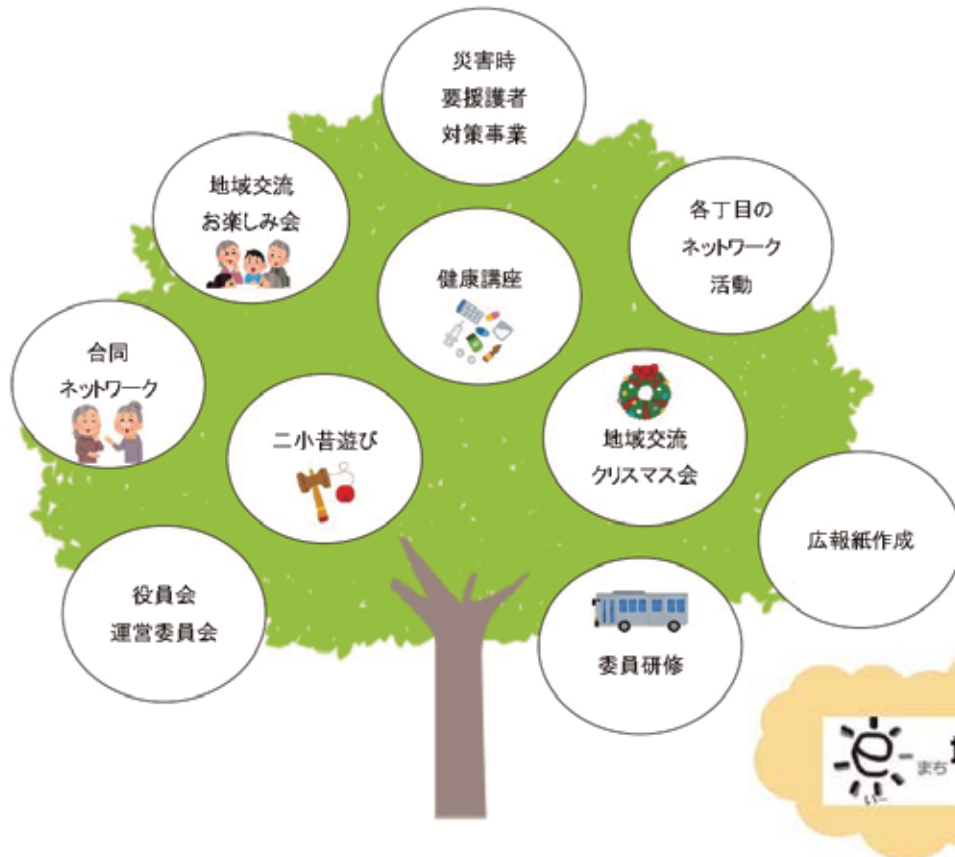 災害時
要援護者
対策事業
地域交流
お楽しみ会
各丁目の
ネットワーク
活動
健康講座
合同
ネットワーク
二小昔遊び
地域交流
クリスマス会
広報紙作成
役員会
運営委員会
委員研修
e まち
いー